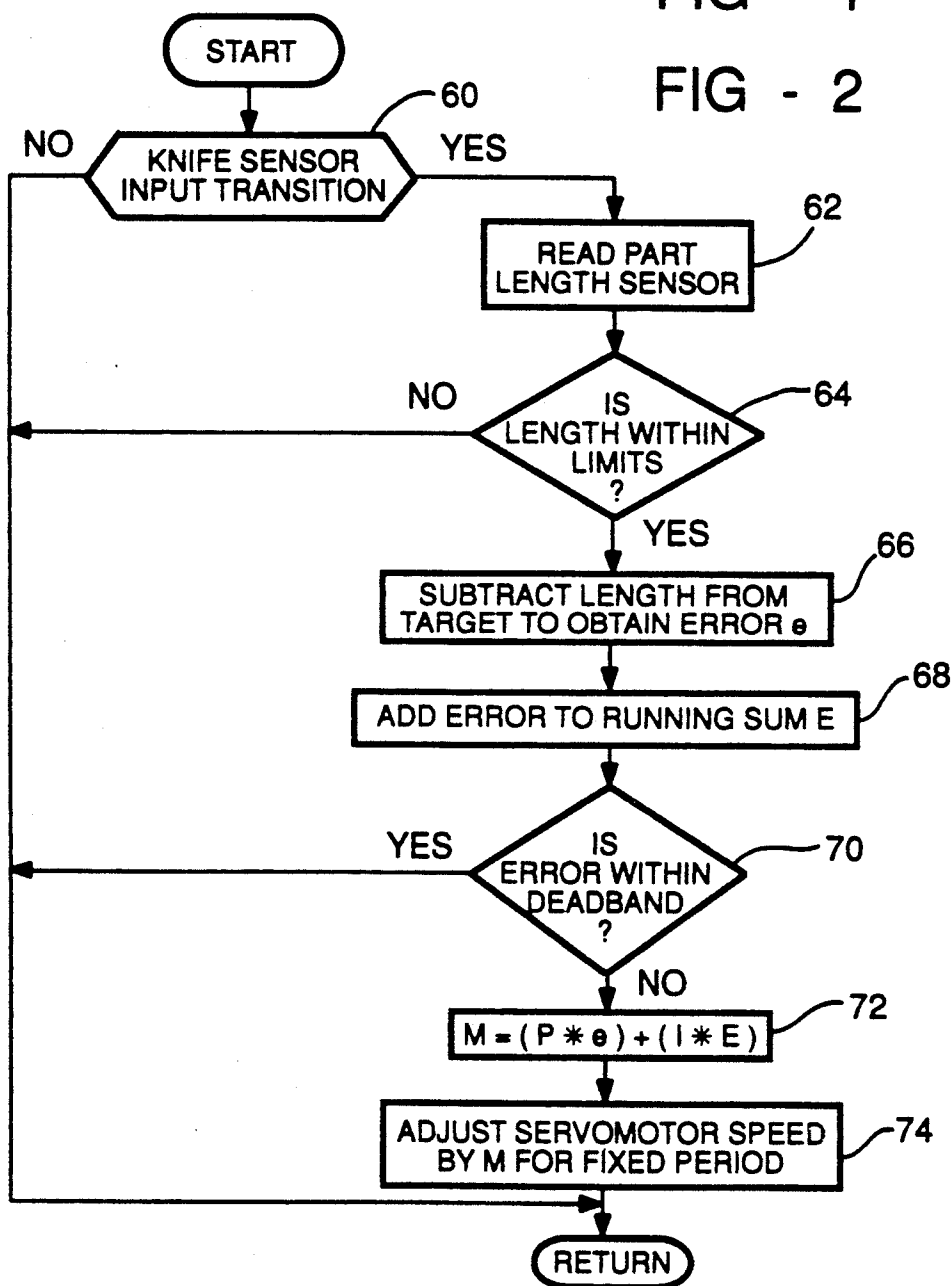 FIG - 2
START
60
NO
YES
KNIFE SENSOR
INPUT TRANSITION
62
READ PART
LENGTH SENSOR
NO
64
IS
LENGTH WITHIN
LIMITS
?
YES
66
SUBTRACT LENGTH FROM
TARGET TO OBTAIN ERROR e
68
ADD ERROR TO RUNNING SUM E
YES
70
IS
ERROR WITHIN
DEADBAND
?
NO
72
M = ( P * e ) + ( I * E )
ADJUST SERVOMOTOR SPEED
BY M FOR FIXED PERIOD
74
RETURN